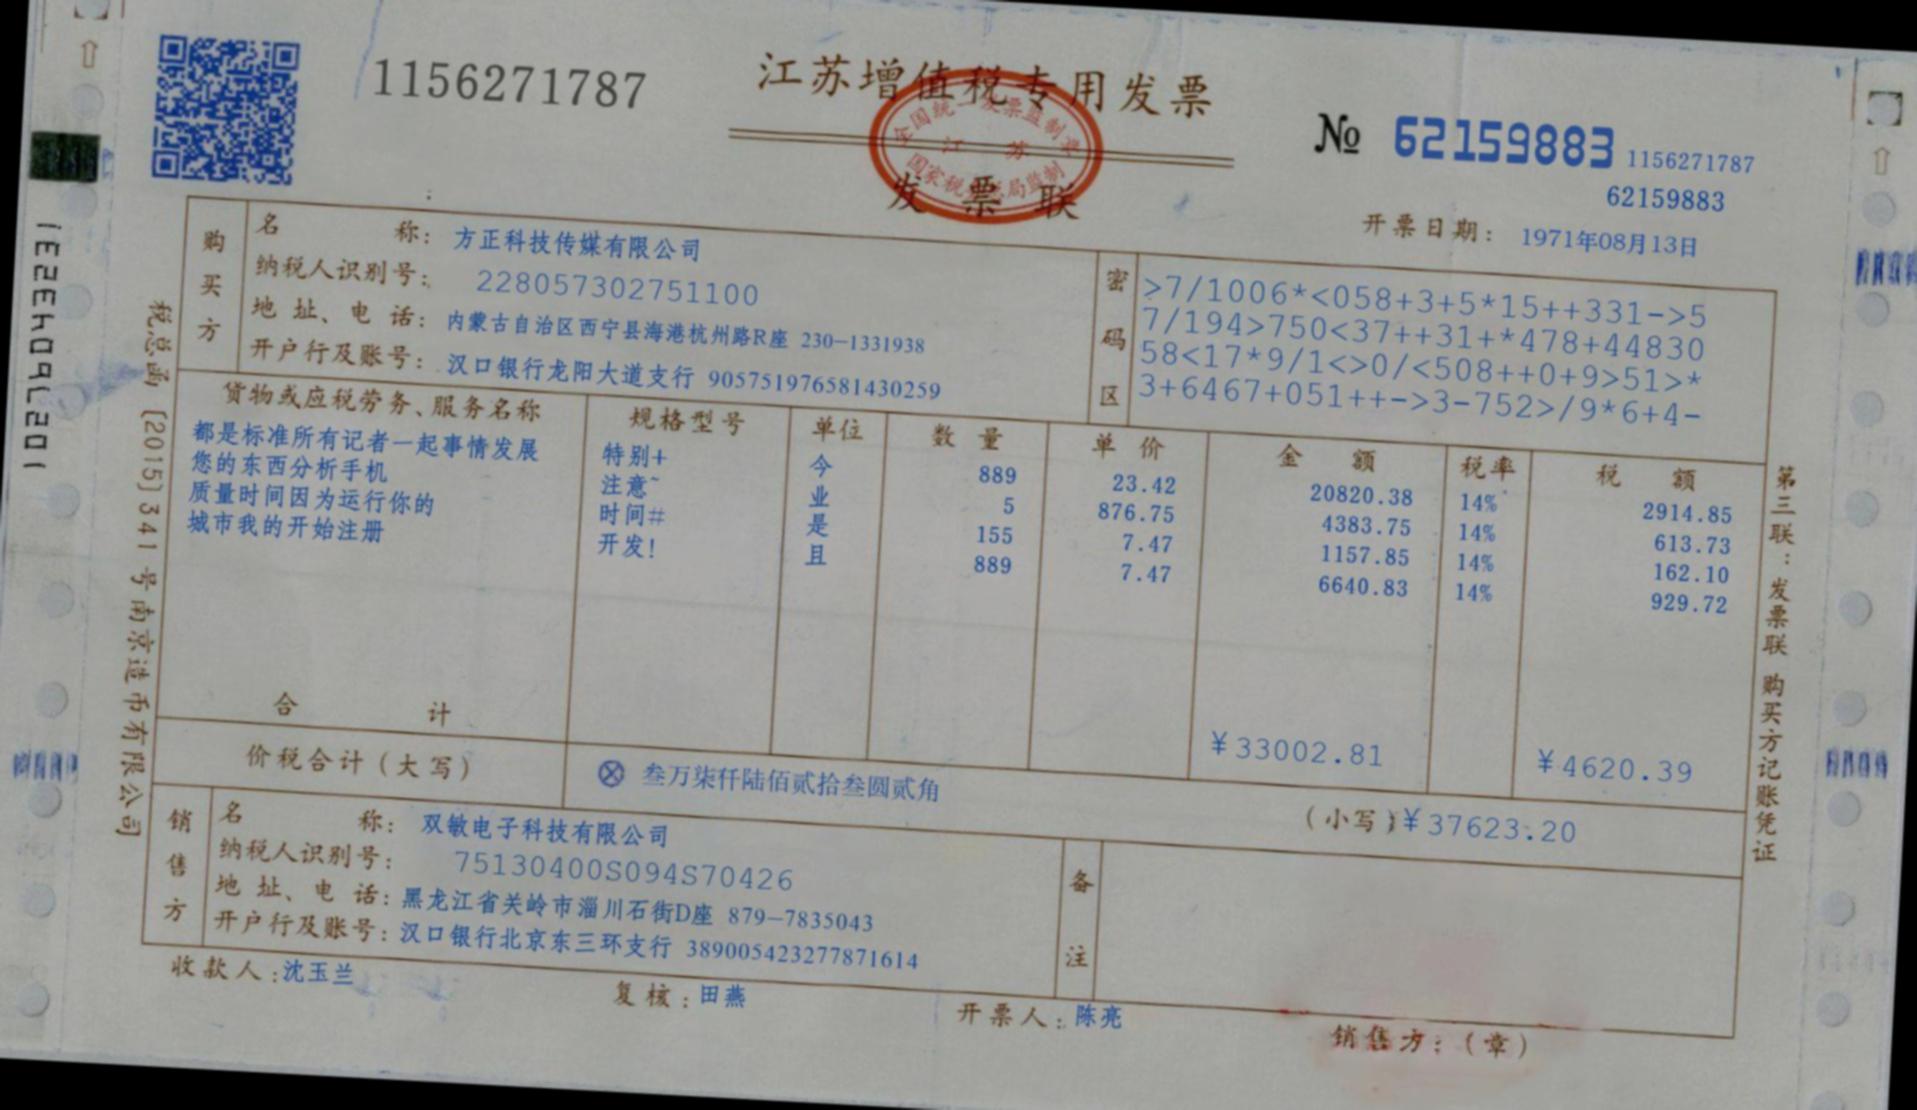 1156271787
江苏增值税专用发票
全国统一发票监制章
江 苏
国家税务总局监制
发 票 联
№ 62159883
1156271787
62159883
开票日期： 1971年08月13日
购买方
名 称： 方正科技传媒有限公司
纳税人识别号： 228057302751100
地 址、电 话： 内蒙古自治区西宁县海港杭州路R座 230-1331938
开户行及账号： 汉口银行龙阳大道支行 905751976581430259
密码区
>7/1006*<058+3+5*15++331->5
7/194>750<37++31+*478+44830
58<17*9/1<>0/<508++0+9>51>*
3+6467+051++->3-752>/9*6+4-
货物或应税劳务、服务名称 规格型号 单位 数 量 单 价 金 额 税率 税 额
都是标准所有记者一起事情发展 特别+ 今 889 23.42 20820.38 14% 2914.85
您的东西分析手机 注意~ 业 5 876.75 4383.75 14% 613.73
质量时间因为运行你的 时间# 是 155 7.47 1157.85 14% 162.10
城市我的开始注册 开发! 且 889 7.47 6640.83 14% 929.72
合 计 ¥33002.81 ¥4620.39
价税合计（大写） ⊗ 叁万柒仟陆佰贰拾叁圆贰角 （小写）¥37623.20
销售方
名 称： 双敏电子科技有限公司
纳税人识别号： 75130400S094S70426
地 址、电 话： 黑龙江省关岭市淄川石街D座 879-7835043
开户行及账号： 汉口银行北京东三环支行 389005423277871614
备注
收款人：沈玉兰 复核：田燕 开票人：陈亮 销售方：（章）
税总函〔2015〕341号南京造币有限公司
第三联：发票联 购买方记账凭证